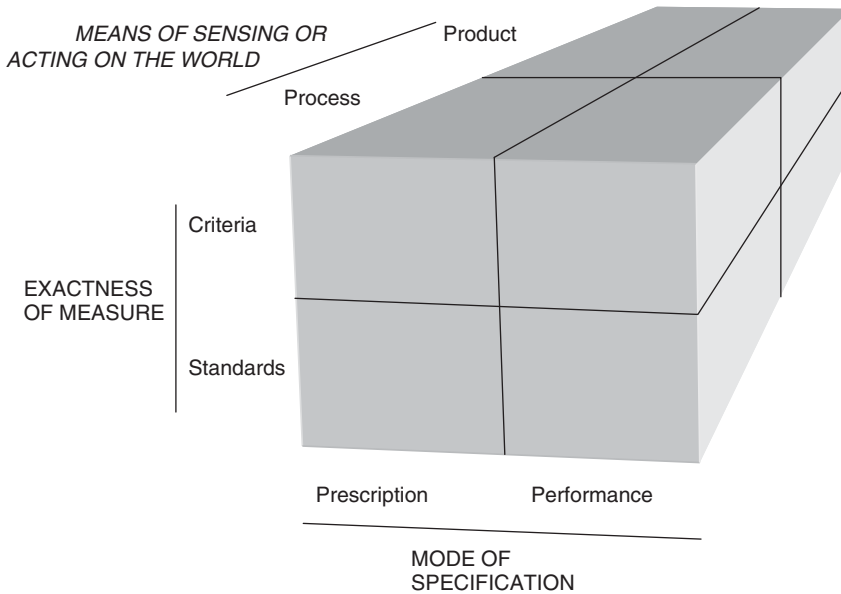 MEANS OF SENSING OR
ACTING ON THE WORLD
Product
Process
Criteria
EXACTNESS
OF MEASURE
Standards
Prescription
Performance
MODE OF
SPECIFICATION